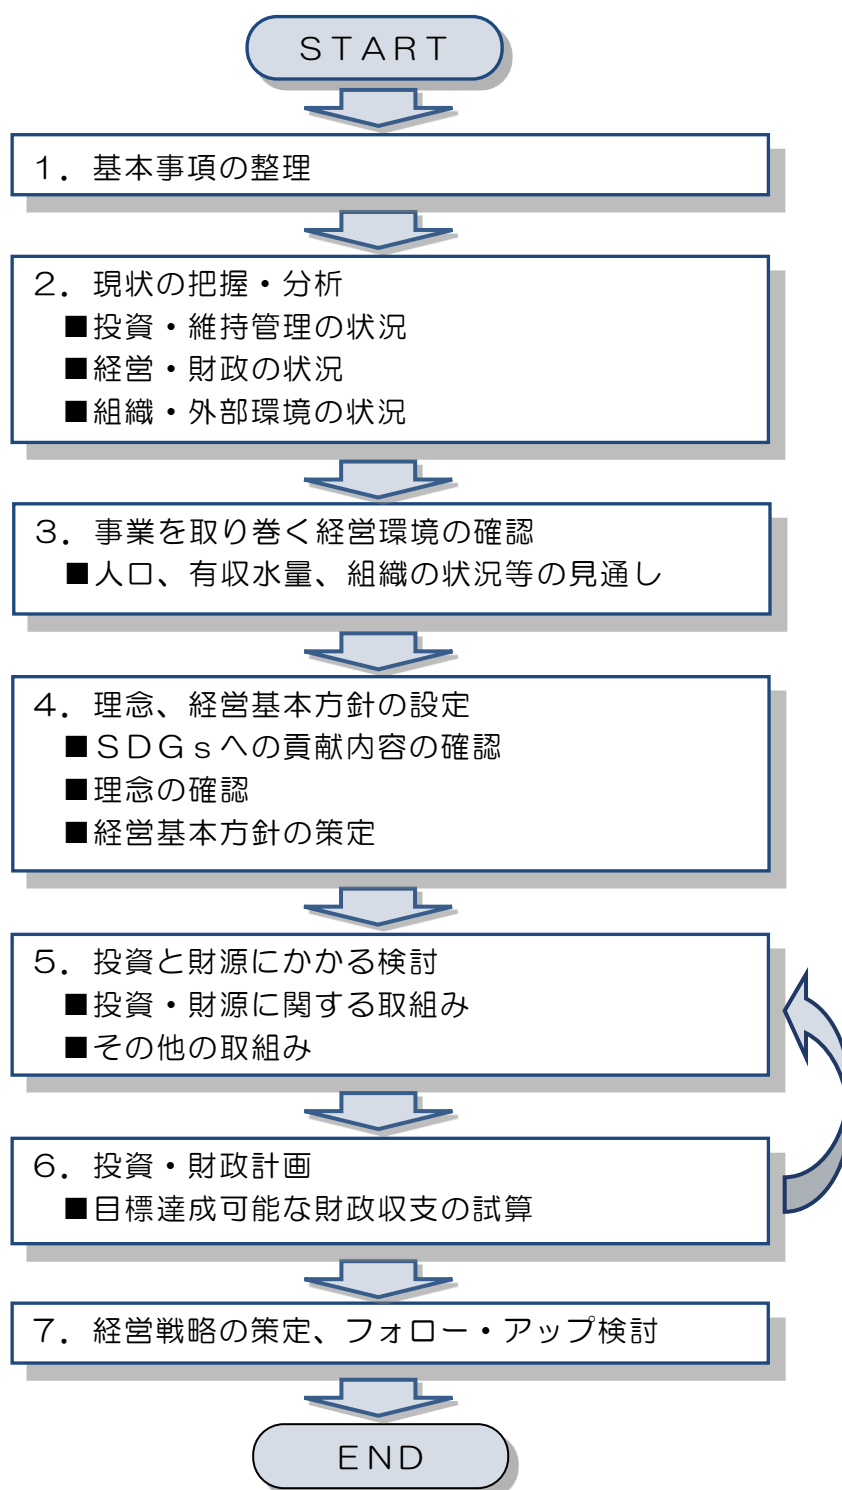 ＳＴＡＲＴ
１．基本事項の整理
２．現状の把握・分析
■投資・維持管理の状況
■経営・財政の状況
■組織・外部環境の状況
３．事業を取り巻く経営環境の確認
■人口、有収水量、組織の状況等の見通し
４．理念、経営基本方針の設定
■ＳＤＧｓへの貢献内容の確認
■理念の確認
■経営基本方針の策定
５．投資と財源にかかる検討
■投資・財源に関する取組み
■その他の取組み
６．投資・財政計画
■目標達成可能な財政収支の試算
７．経営戦略の策定、フォロー・アップ検討
ＥＮＤ